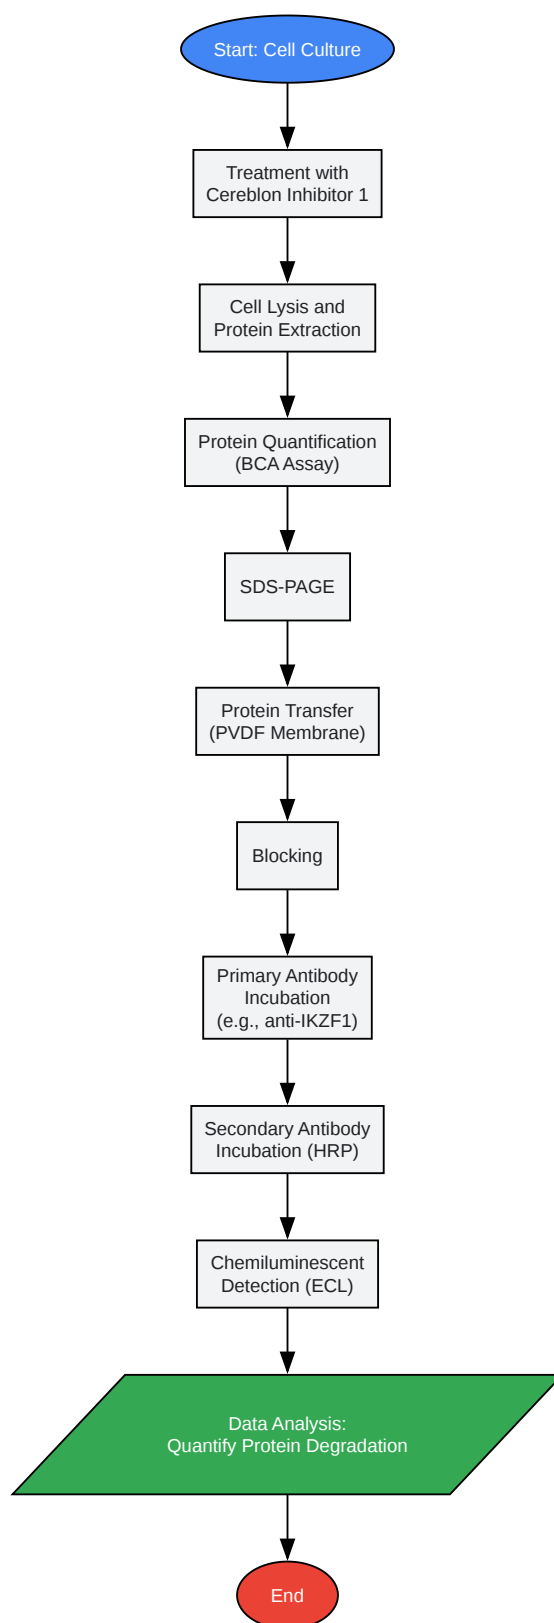 Start: Cell Culture
Treatment with
Cereblon Inhibitor 1
Cell Lysis and
Protein Extraction
Protein Quantification
(BCA Assay)
SDS-PAGE
Protein Transfer
(PVDF Membrane)
Blocking
Primary Antibody
Incubation
(e.g., anti-IKZF1)
Secondary Antibody
Incubation (HRP)
Chemiluminescent
Detection (ECL)
Data Analysis:
Quantify Protein Degradation
End